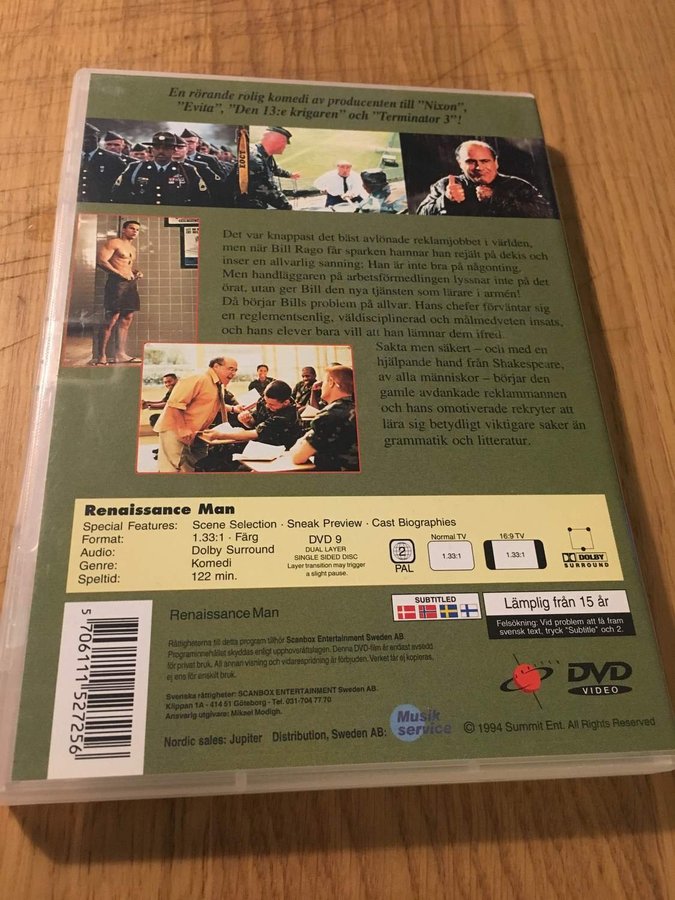 En rörande rolig komedi av producenten till "Nixon",
"Evita", "Den 13:e krigaren" och "Terminator 3"!
EOCT
Det var knappast det bäst avlönade reklamjobbet i världen,
men när Bill Rago får sparken hamnar han rejält på dekis och
inser en allvarlig sanning: Han är inte bra på någonting.
Men handläggaren på arbetsförmedlingen lyssnar inte på det
örat, utan ger Bill den nya tjänsten som lärare i armén!
Då börjar Bills problem på allvar. Hans chefer förväntar sig
en reglementsenlig, väldisciplinerad och målmedveten insats,
och hans elever bara vill att han lämnar dem ifred.
Sakta men säkert – och med en
hjälpande hand från Shakespeare,
av alla människor – börjar den
gamle avdankade reklammannen
och hans omotiverade rekryter att
lära sig betydligt viktigare saker än
grammatik och litteratur.
Renaissance Man
Special Features: Scene Selection · Sneak Preview · Cast Biographies
Format: 1.33:1 · Färg
Audio: Dolby Surround
Genre: Komedi
Speltid: 122 min.
DVD 9
DUAL LAYER
SINGLE SIDED DISC
Layer transition may trigger
a slight pause.
2
PAL
Normal TV
1.33:1
16:9 TV
1.33:1
DOLBY
SURROUND
5706111527256
Renaissance Man
SUBTITLED
Lämplig från 15 år
Felsökning: Vid problem att få fram
svensk text, tryck "Subtitle" och 2.
Rättigheterna till detta program tillhör Scanbox Entertainment Sweden AB.
Programinnehållet skyddas enligt upphovsrättslagen. Denna DVD-film är endast avsedd
för privat bruk. All annan visning och vidarespridning är förbjuden. Verket får ej kopieras,
ej ens för enskilt bruk.
Svenska rättigheter: SCANBOX ENTERTAINMENT Sweden AB.
Klippan 1A - 414 51 Göteborg - Tel. 031-704 77 70
Ansvarig utgivare: Mikael Modigh.
DVD
VIDEO
Nordic sales: Jupiter Distribution, Sweden AB:
Musik
service
© 1994 Summit Ent. All Rights Reserved